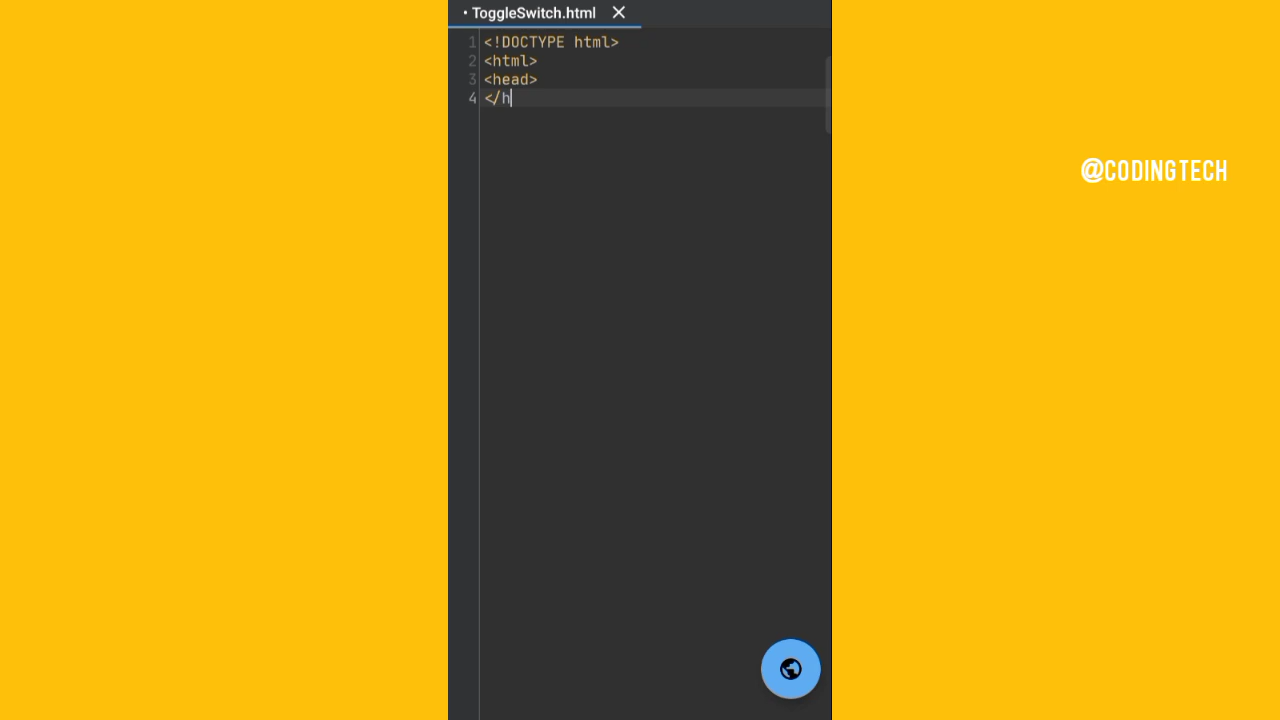 • ToggleSwitch.html
1 <!DOCTYPE html>
2 <html>
3 <head>
4 </h
@CODINGTECH